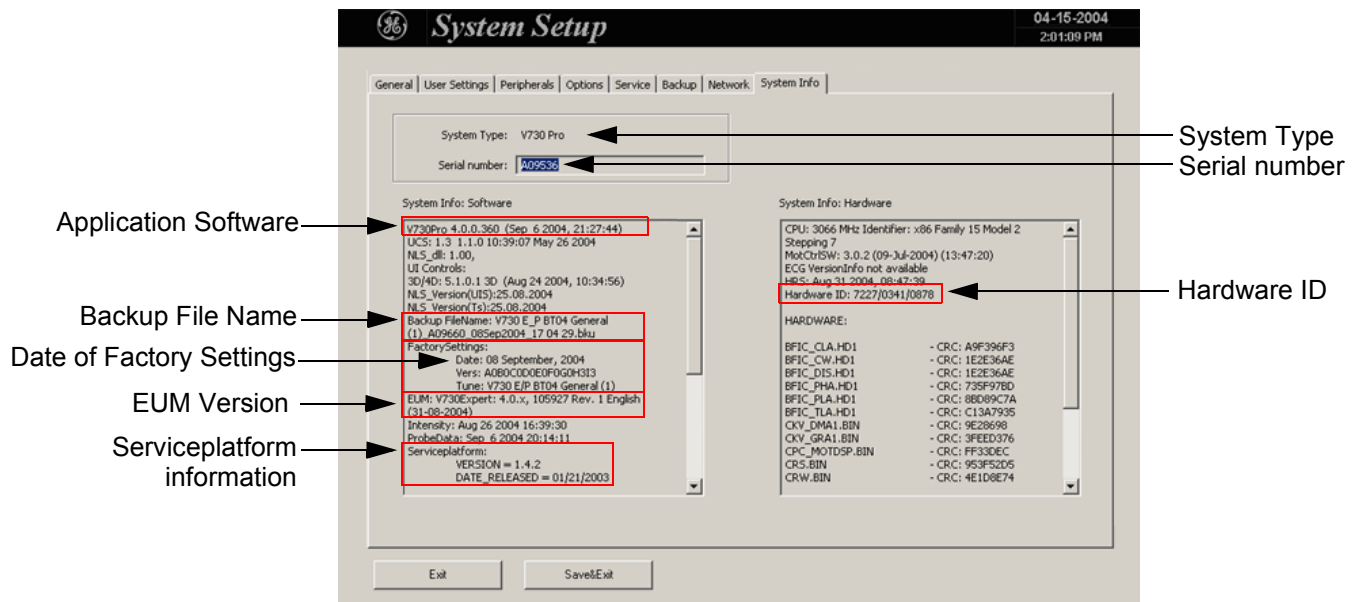 System Setup
04-15-2004
2:01:09 PM
General
User Settings
Peripherals
Options
Service
Backup
Network
System Info
System Type: V730 Pro
Serial number: A09536
System Type
Serial number
System Info: Software
V730Pro 4.0.0.360 (Sep 6 2004, 21:27:44)
UCS: 1.3 1.1.0 10:39:07 May 26 2004
NLS_dll: 1.00,
UI Controls:
3D/4D: 5.1.0.1 3D (Aug 24 2004, 10:34:56)
NLS_Version(UIS):25.08.2004
NLS_Version(Ts):25.08.2004
Backup FileName: V730 E_P BT04 General
(1)_A09660_08Sep2004_17 04 29.bku
FactorySettings:
Date: 08 September, 2004
Vers: A0B0C0D0E0F0G0H3I3
Tune: V730 E/P BT04 General (1)
EUM: V730Expert: 4.0.x, 105927 Rev. 1 English
(31-08-2004)
Intensity: Aug 26 2004 16:39:30
ProbeData: Sep 6 2004 20:14:11
Serviceplatform:
VERSION = 1.4.2
DATE_RELEASED = 01/21/2003
Application Software
Backup File Name
Date of Factory Settings
EUM Version
Serviceplatform
information
System Info: Hardware
CPU: 3066 MHz Identifier: x86 Family 15 Model 2
Stepping 7
MotCtrlSW: 3.0.2 (09-Jul-2004) (13:47:20)
ECG VersionInfo not available
HRS: Aug 31 2004, 08:47:39
Hardware ID: 7227/0341/0878
HARDWARE:
BFIC_CLA.HD1 - CRC: A9F396F3
BFIC_CW.HD1 - CRC: 1E2E36AE
BFIC_DIS.HD1 - CRC: 1E2E36AE
BFIC_PHA.HD1 - CRC: 735F97BD
BFIC_PLA.HD1 - CRC: 8BD89C7A
BFIC_TLA.HD1 - CRC: C13A7935
CKV_DMA1.BIN - CRC: 9E28698
CKV_GRA1.BIN - CRC: 3FEED376
CPC_MOTDSP.BIN - CRC: FF33DEC
CRS.BIN - CRC: 953F52D5
CRW.BIN - CRC: 4E1D8E74
Hardware ID
Exit
Save&Exit